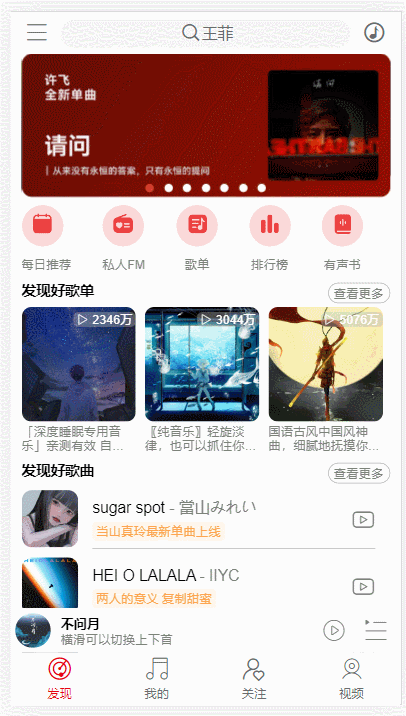 王菲
许飞
全新单曲
请问
从来没有永恒的答案，只有永恒的提问
请问
每日推荐
私人FM
歌单
排行榜
有声书
发现好歌单
查看更多
2346万
3044万
5076万
「深度睡眠专用音
乐」亲测有效 自...
〖纯音乐〗轻旋淡
律，也可以抓住你...
国语古风中国风神
曲，细腻地抚摸你...
发现好歌曲
查看更多
sugar spot - 當山みれい
当山真玲最新单曲上线
HEI O LALALA - IIYC
两人的意义 复制甜蜜
不问月
横滑可以切换上下首
发现
我的
关注
视频